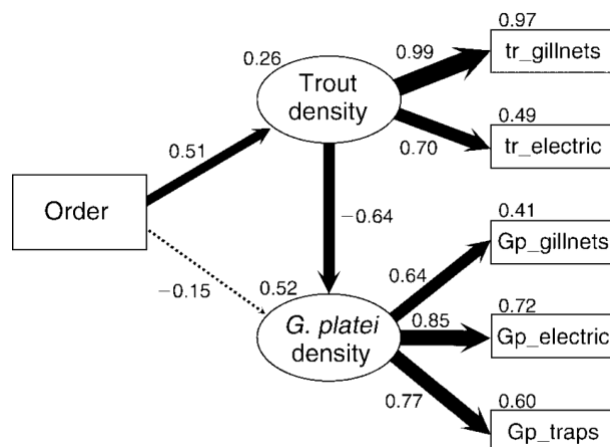 0.97
tr_gillnets
0.99
0.26
Trout
density
0.49
tr_electric
0.70
0.51
Order
−0.64
0.41
Gp_gillnets
0.64
−0.15
0.52
G. platei
density
0.72
Gp_electric
0.85
0.77
0.60
Gp_traps